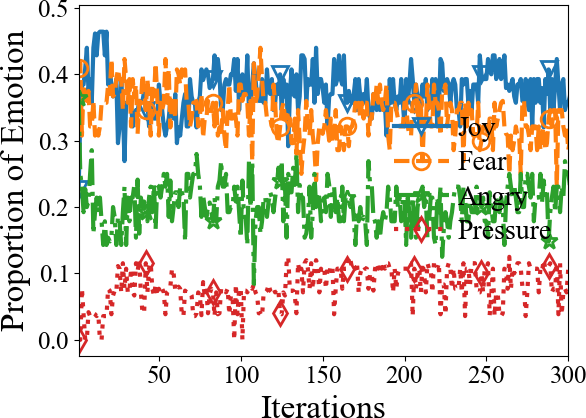 Proportion of Emotion
0.5
0.4
0.3
0.2
0.1
0.0
Joy
Fear
Angry
Pressure
50 100 150 200 250 300
Iterations